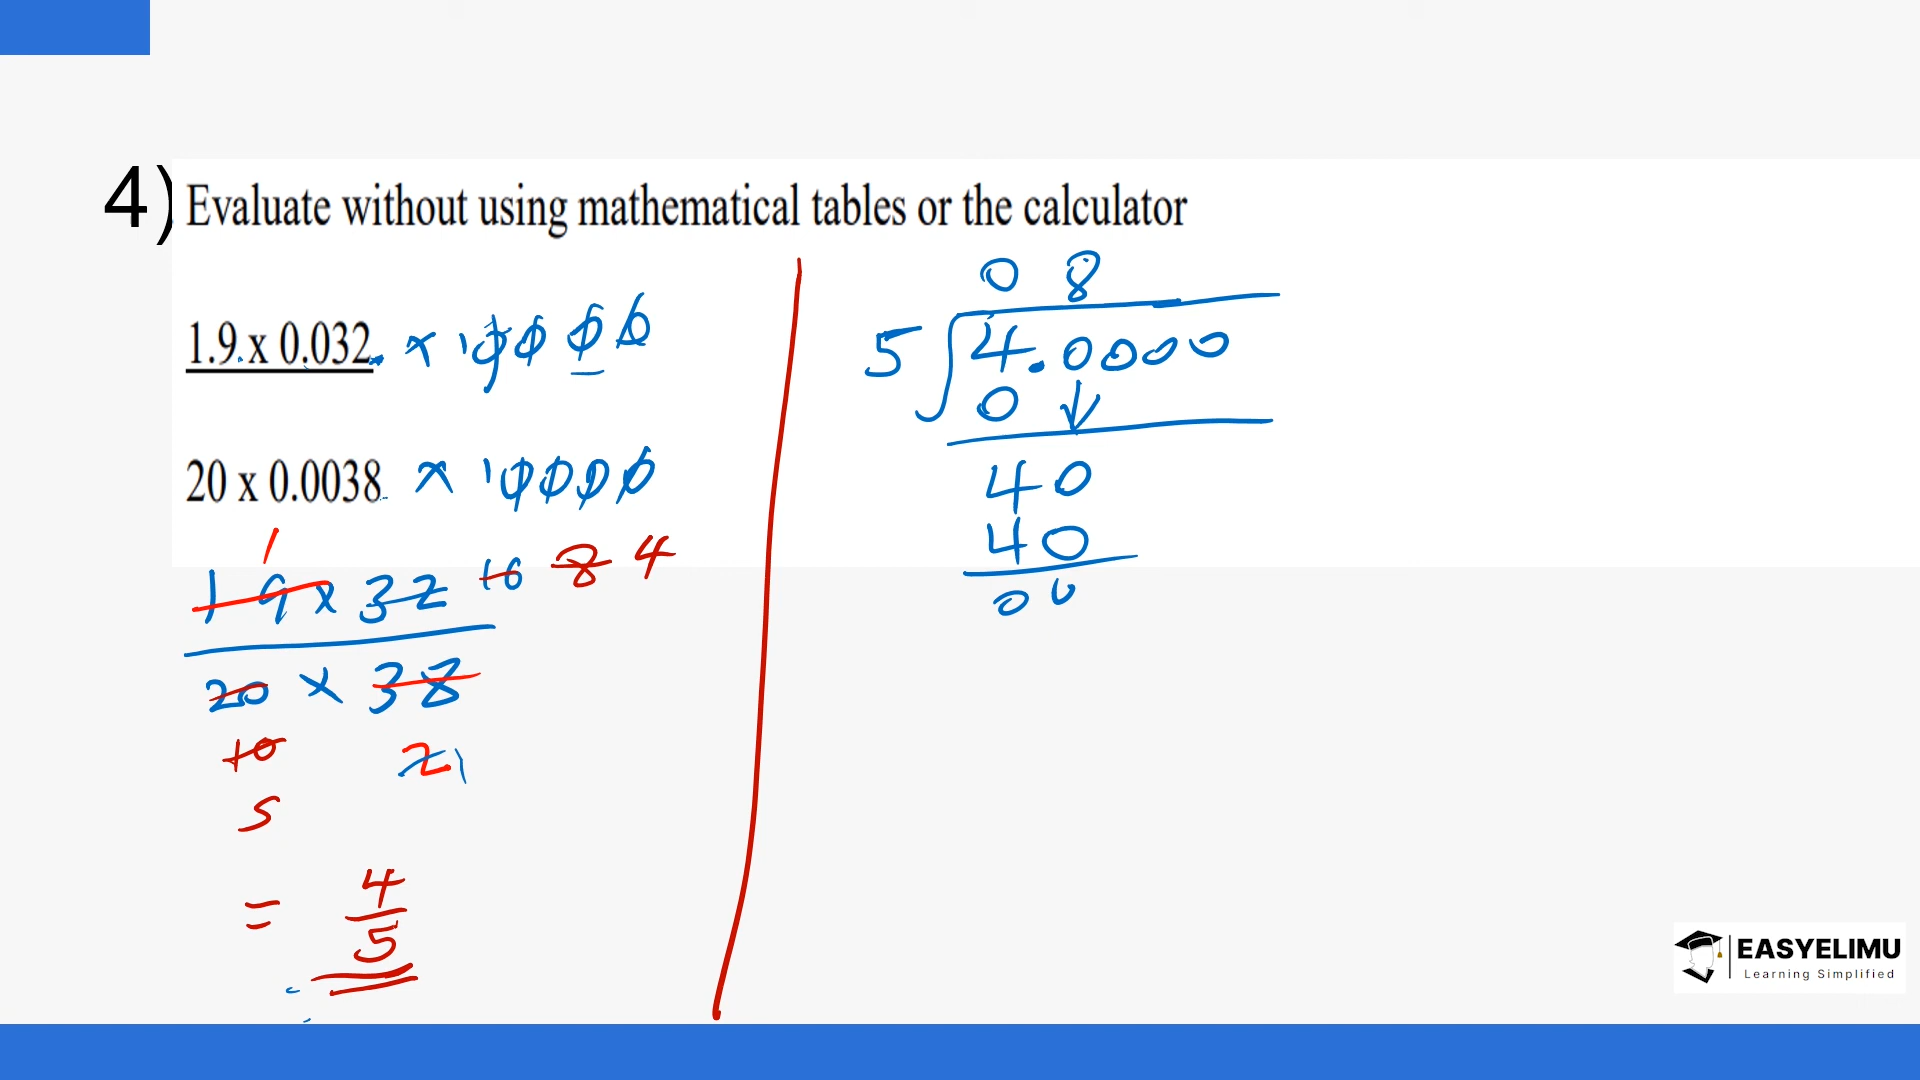 4) Evaluate without using mathematical tables or the calculator
1.9 x 0.032 x 10000
20 x 0.0038 x 10000
1
19 x 32 16 8 4
20 x 38
10 2 1
5
= 4
5
0 8
5 4.0000
0
40
40
00
EASYELIMU
Learning Simplified